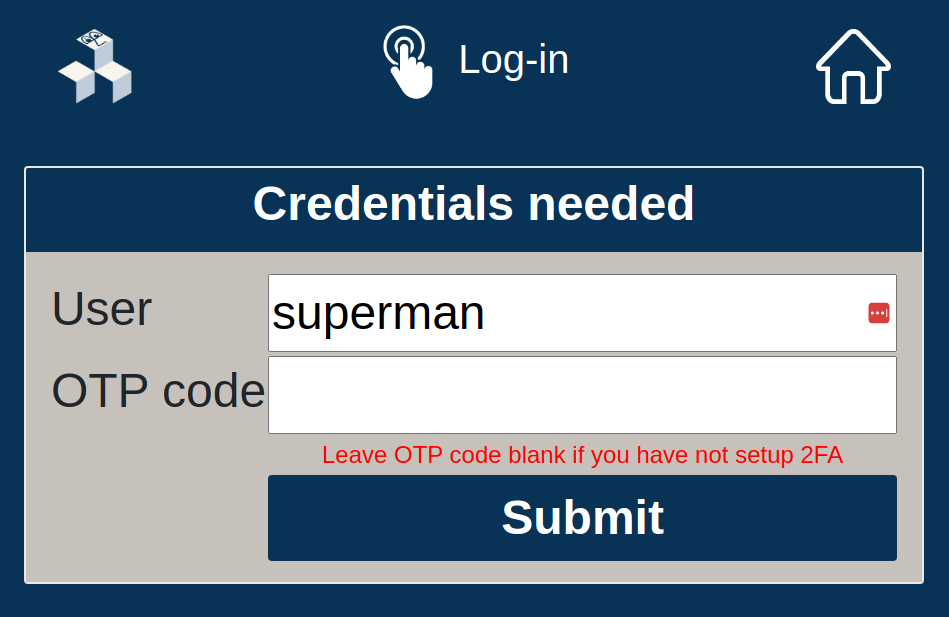 Log-in
Credentials needed
User
superman
OTP code
Leave OTP code blank if you have not setup 2FA
Submit